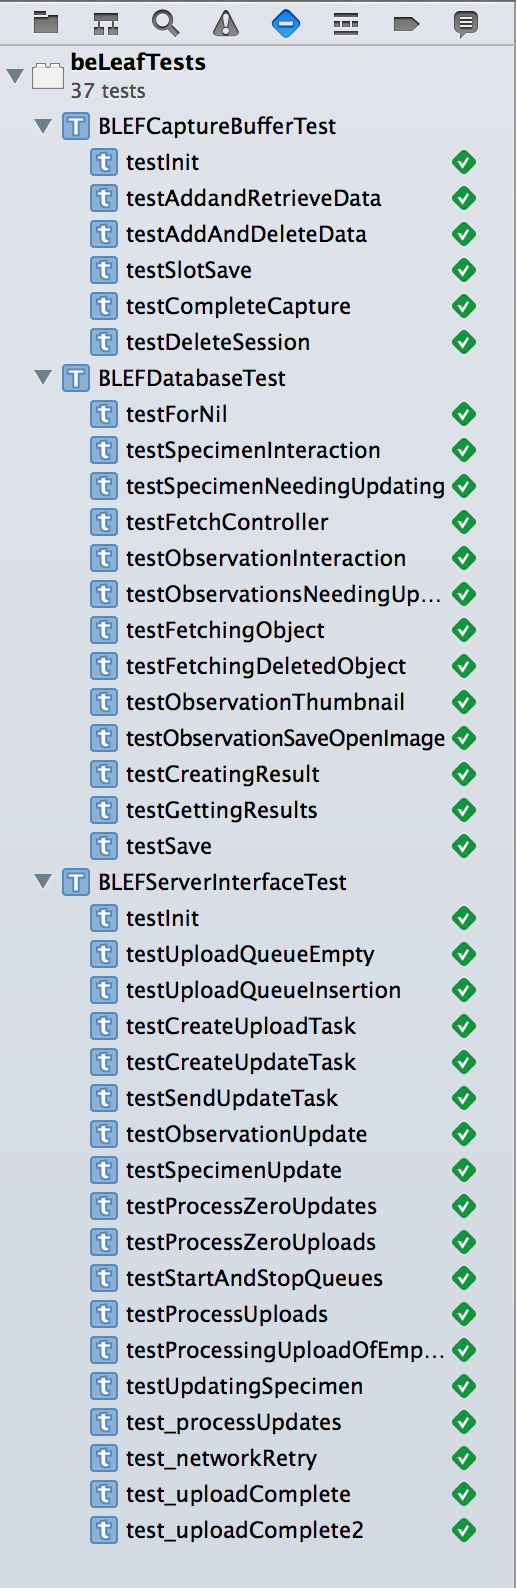 beLeafTests
37 tests
T BLEFCaptureBufferTest
t testInit
t testAddandRetrieveData
t testAddAndDeleteData
t testSlotSave
t testCompleteCapture
t testDeleteSession
T BLEFDatabaseTest
t testForNil
t testSpecimenInteraction
t testSpecimenNeedingUpdating
t testFetchController
t testObservationInteraction
t testObservationsNeedingUp...
t testFetchingObject
t testFetchingDeletedObject
t testObservationThumbnail
t testObservationSaveOpenImage
t testCreatingResult
t testGettingResults
t testSave
T BLEFServerInterfaceTest
t testInit
t testUploadQueueEmpty
t testUploadQueueInsertion
t testCreateUploadTask
t testCreateUpdateTask
t testSendUpdateTask
t testObservationUpdate
t testSpecimenUpdate
t testProcessZeroUpdates
t testProcessZeroUploads
t testStartAndStopQueues
t testProcessUploads
t testProcessingUploadOfEmp...
t testUpdatingSpecimen
t test_processUpdates
t test_networkRetry
t test_uploadComplete
t test_uploadComplete2